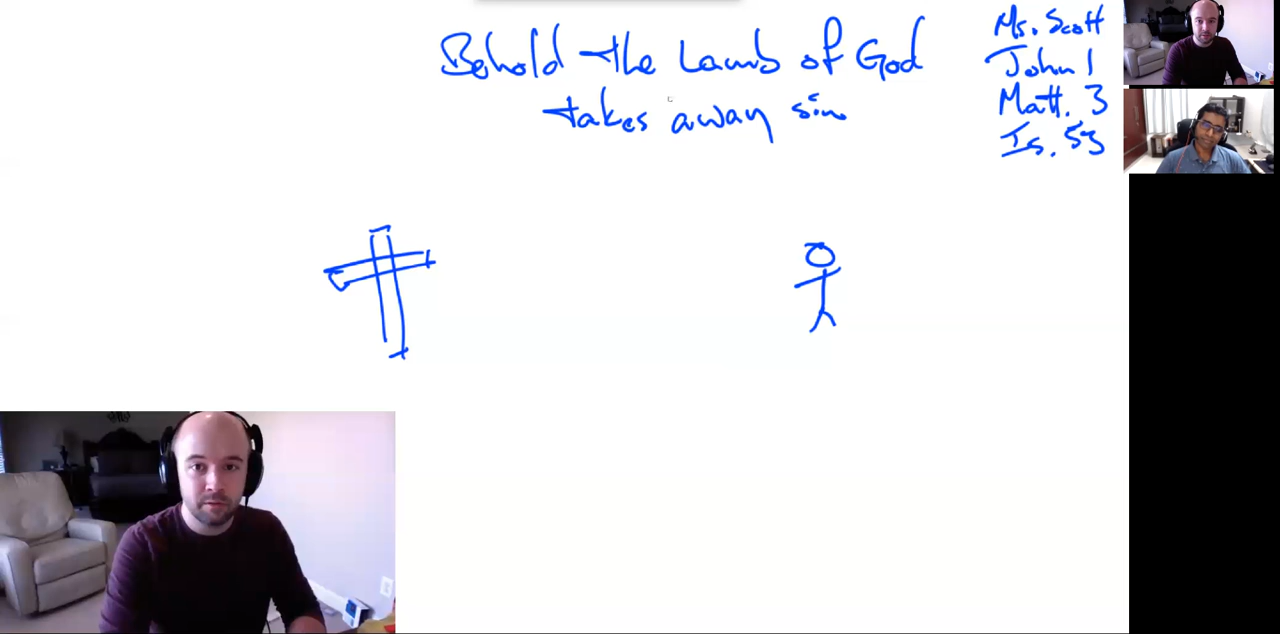 Behold the Lamb of God
takes away sin
Ms. Scott
John 1
Matt. 3
Is. 53